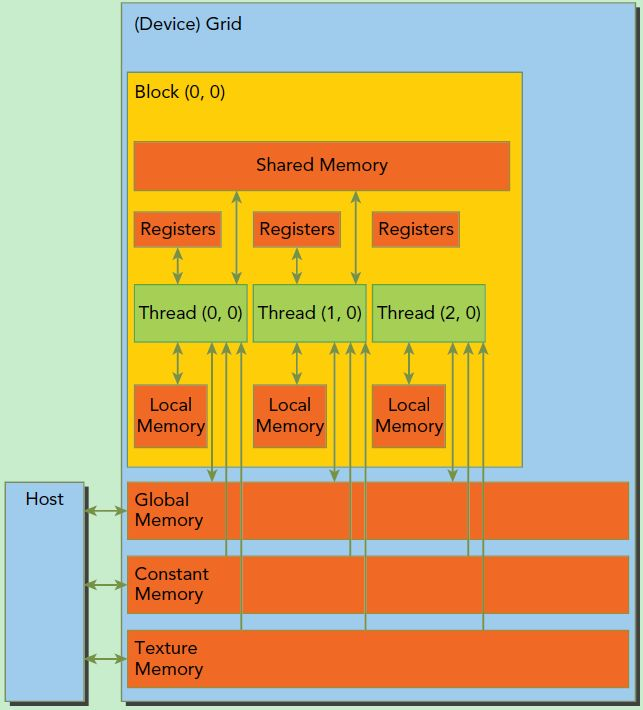 (Device) Grid
Block (0, 0)
Shared Memory
Registers
Registers
Registers
Thread (0, 0)
Thread (1, 0)
Thread (2, 0)
Local
Memory
Local
Memory
Local
Memory
Host
Global
Memory
Constant
Memory
Texture
Memory